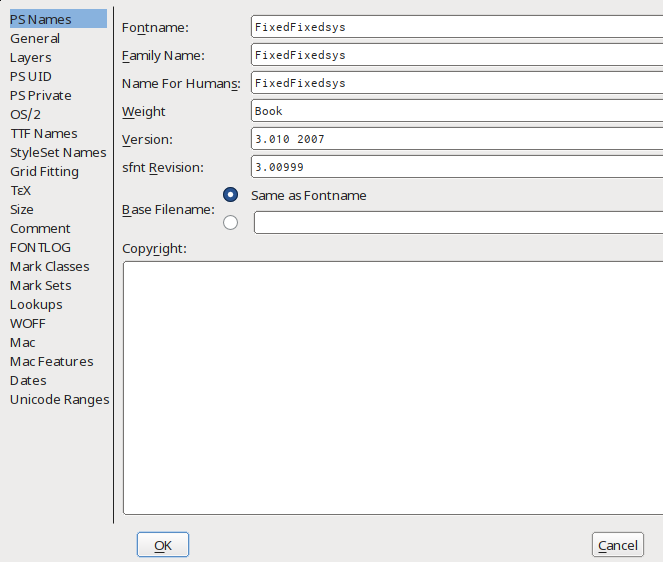 PS Names
General
Layers
PS UID
PS Private
OS/2
TTF Names
StyleSet Names
Grid Fitting
TεX
Size
Comment
FONTLOG
Mark Classes
Mark Sets
Lookups
WOFF
Mac
Mac Features
Dates
Unicode Ranges
Fontname: FixedFixedsys
Family Name: FixedFixedsys
Name For Humans: FixedFixedsys
Weight Book
Version: 3.010 2007
sfnt Revision: 3.00999
Base Filename: Same as Fontname
Copyright:
OK Cancel